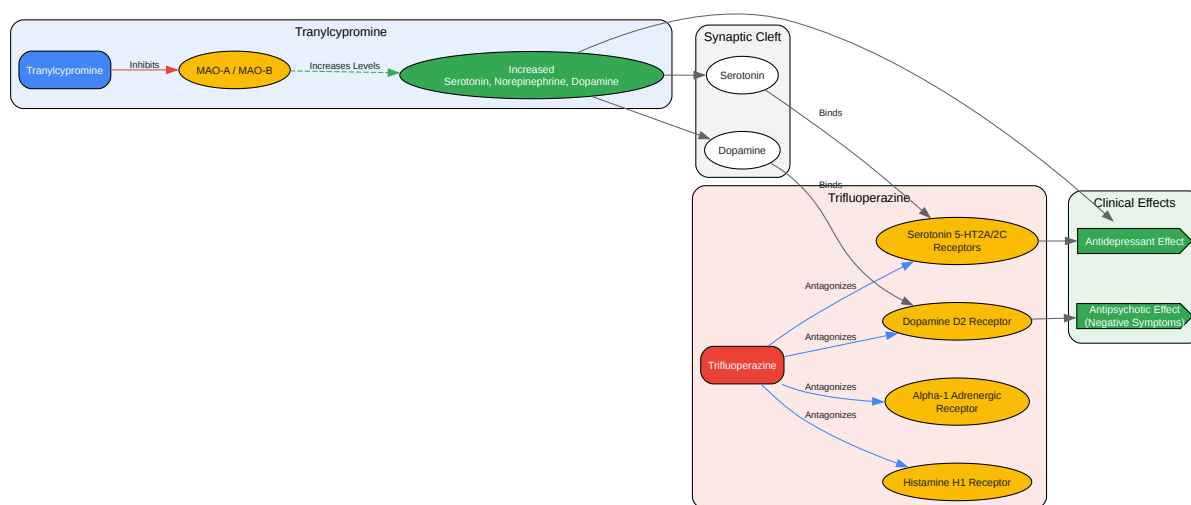 Tranylcypromine
Tranylcypromine
Inhibits
MAO-A / MAO-B
Increases Levels
Increased
Serotonin, Norepinephrine, Dopamine
Synaptic Cleft
Serotonin
Dopamine
Binds
Binds
Trifluoperazine
Serotonin 5-HT2A/2C
Receptors
Antagonizes
Dopamine D2 Receptor
Antagonizes
Trifluoperazine
Antagonizes
Alpha-1 Adrenergic
Receptor
Antagonizes
Histamine H1 Receptor
Clinical Effects
Antidepressant Effect
Antipsychotic Effect
(Negative Symptoms)